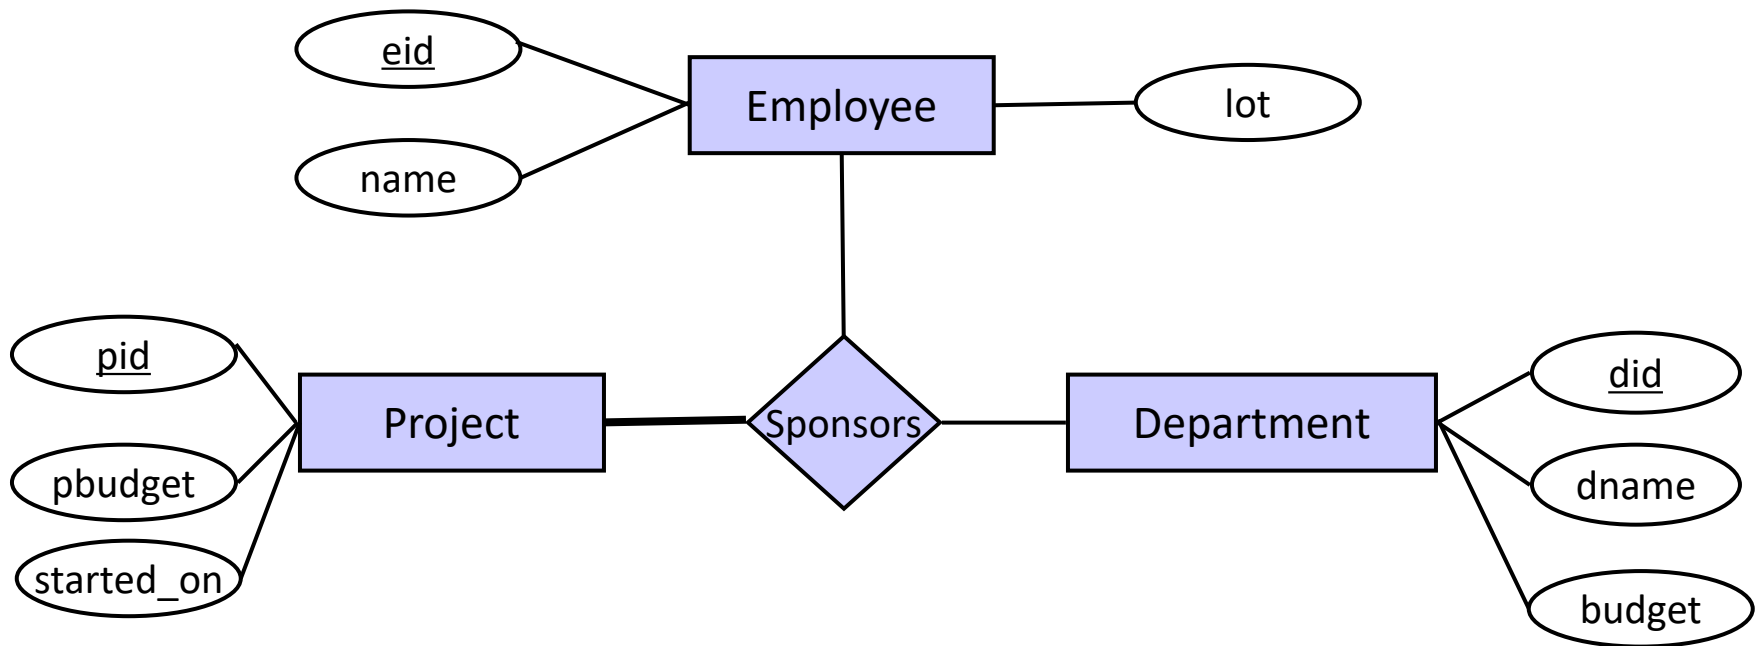 eid
Employee
lot
name
pid
Project
Sponsors
Department
did
pbudget
dname
started_on
budget